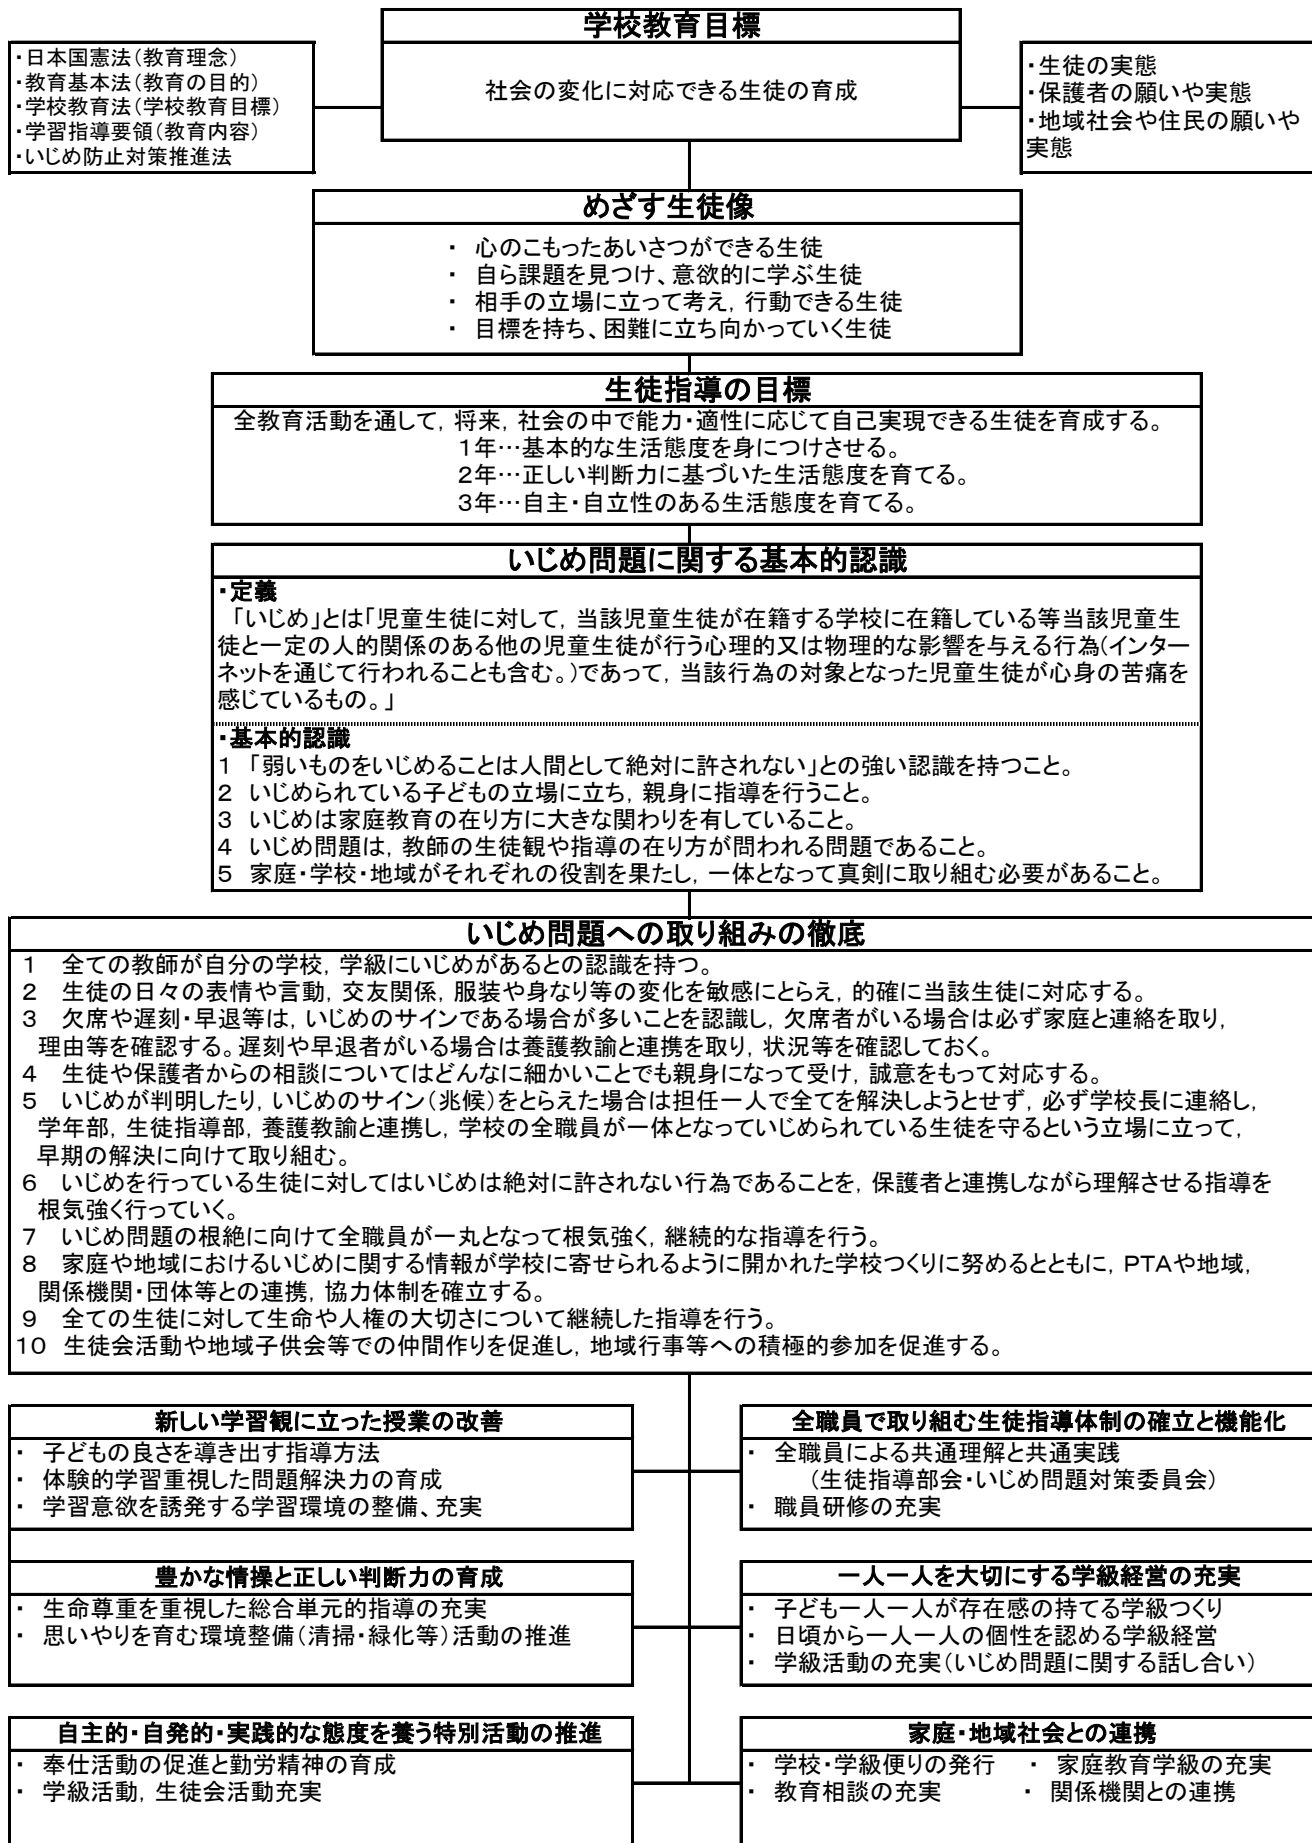 学校教育目標
社会の変化に対応できる生徒の育成
・日本国憲法（教育理念）
・教育基本法（教育の目的）
・学校教育法（学校教育目標）
・学習指導要領（教育内容）
・いじめ防止対策推進法
・生徒の実態
・保護者の願いや実態
・地域社会や住民の願いや
実態
めざす生徒像
・ 心のこもったあいさつができる生徒
・ 自ら課題を見つけ、意欲的に学ぶ生徒
・ 相手の立場に立って考え，行動できる生徒
・ 目標を持ち、困難に立ち向かっていく生徒
生徒指導の目標
全教育活動を通して，将来，社会の中で能力・適性に応じて自己実現できる生徒を育成する。
１年…基本的な生活態度を身につけさせる。
２年…正しい判断力に基づいた生活態度を育てる。
３年…自主・自立性のある生活態度を育てる。
いじめ問題に関する基本的認識
・定義
「いじめ」とは「児童生徒に対して，当該児童生徒が在籍する学校に在籍している等当該児童生
徒と一定の人的関係のある他の児童生徒が行う心理的又は物理的な影響を与える行為（インター
ネットを通じて行われることも含む。）であって，当該行為の対象となった児童生徒が心身の苦痛を
感じているもの。」
・基本的認識
１ 「弱いものをいじめることは人間として絶対に許されない」との強い認識を持つこと。
２ いじめられている子どもの立場に立ち，親身に指導を行うこと。
３ いじめは家庭教育の在り方に大きな関わりを有していること。
４ いじめ問題は，教師の生徒観や指導の在り方が問われる問題であること。
５ 家庭・学校・地域がそれぞれの役割を果たし，一体となって真剣に取り組む必要があること。
いじめ問題への取り組みの徹底
１ 全ての教師が自分の学校，学級にいじめがあるとの認識を持つ。
２ 生徒の日々の表情や言動，交友関係，服装や身なり等の変化を敏感にとらえ，的確に当該生徒に対応する。
３ 欠席や遅刻・早退等は，いじめのサインである場合が多いことを認識し，欠席者がいる場合は必ず家庭と連絡を取り，
理由等を確認する。遅刻や早退者がいる場合は養護教諭と連携を取り，状況等を確認しておく。
４ 生徒や保護者からの相談についてはどんなに細かいことでも親身になって受け，誠意をもって対応する。
５ いじめが判明したり，いじめのサイン（兆候）をとらえた場合は担任一人で全てを解決しようとせず，必ず学校長に連絡し，
学年部，生徒指導部，養護教諭と連携し，学校の全職員が一体となっていじめられている生徒を守るという立場に立って，
早期の解決に向けて取り組む。
６ いじめを行っている生徒に対してはいじめは絶対に許されない行為であることを，保護者と連携しながら理解させる指導を
根気強く行っていく。
７ いじめ問題の根絶に向けて全職員が一丸となって根気強く，継続的な指導を行う。
８ 家庭や地域におけるいじめに関する情報が学校に寄せられるように開かれた学校つくりに努めるとともに，PTAや地域，
関係機関・団体等との連携，協力体制を確立する。
９ 全ての生徒に対して生命や人権の大切さについて継続した指導を行う。
１０ 生徒会活動や地域子供会等での仲間作りを促進し，地域行事等への積極的参加を促進する。
新しい学習観に立った授業の改善
・ 子どもの良さを導き出す指導方法
・ 体験的学習重視した問題解決力の育成
・ 学習意欲を誘発する学習環境の整備、充実
全職員で取り組む生徒指導体制の確立と機能化
・ 全職員による共通理解と共通実践
（生徒指導部会・いじめ問題対策委員会）
・ 職員研修の充実
豊かな情操と正しい判断力の育成
・ 生命尊重を重視した総合単元的指導の充実
・ 思いやりを育む環境整備（清掃・緑化等）活動の推進
一人一人を大切にする学級経営の充実
・ 子ども一人一人が存在感の持てる学級つくり
・ 日頃から一人一人の個性を認める学級経営
・ 学級活動の充実（いじめ問題に関する話し合い）
自主的・自発的・実践的な態度を養う特別活動の推進
・ 奉仕活動の促進と勤労精神の育成
・ 学級活動，生徒会活動充実
家庭・地域社会との連携
・ 学校・学級便りの発行 ・ 家庭教育学級の充実
・ 教育相談の充実 ・ 関係機関との連携